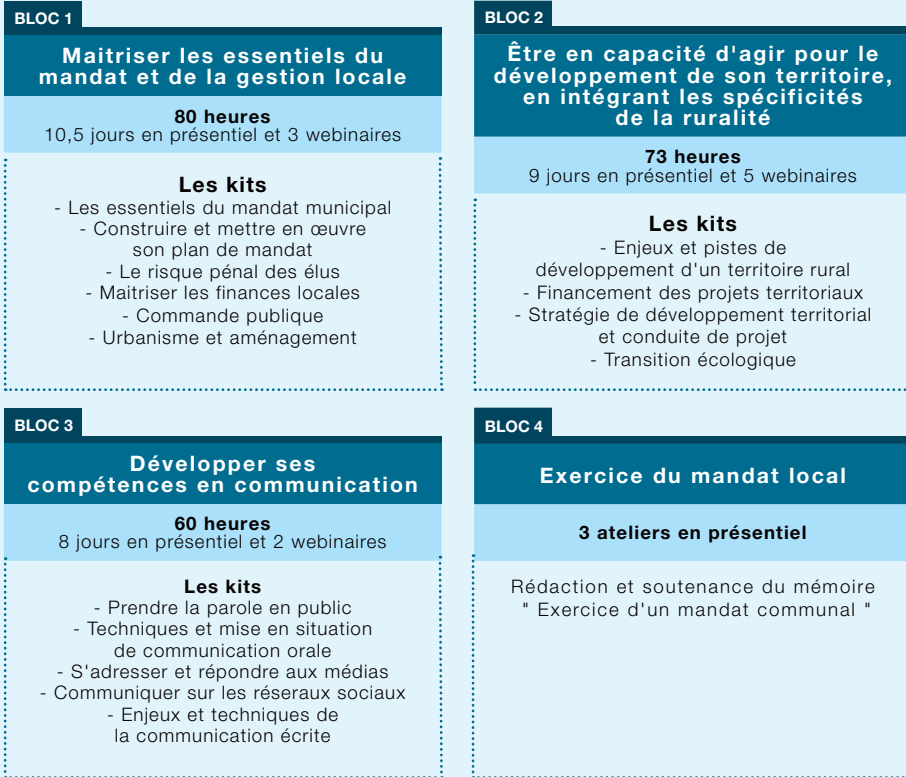 BLOC 1
Maitriser les essentiels du
mandat et de la gestion locale
80 heures
10,5 jours en présentiel et 3 webinaires
Les kits
- Les essentiels du mandat municipal
- Construire et mettre en œuvre
son plan de mandat
- Le risque pénal des élus
- Maitriser les finances locales
- Commande publique
- Urbanisme et aménagement
BLOC 2
Être en capacité d'agir pour le
développement de son territoire,
en intégrant les spécificités
de la ruralité
73 heures
9 jours en présentiel et 5 webinaires
Les kits
- Enjeux et pistes de
développement d'un territoire rural
- Financement des projets territoriaux
- Stratégie de développement territorial
et conduite de projet
- Transition écologique
BLOC 3
Développer ses
compétences en communication
60 heures
8 jours en présentiel et 2 webinaires
Les kits
- Prendre la parole en public
- Techniques et mise en situation
de communication orale
- S'adresser et répondre aux médias
- Communiquer sur les réseraux sociaux
- Enjeux et techniques de
la communication écrite
BLOC 4
Exercice du mandat local
3 ateliers en présentiel
Rédaction et soutenance du mémoire
" Exercice d'un mandat communal "